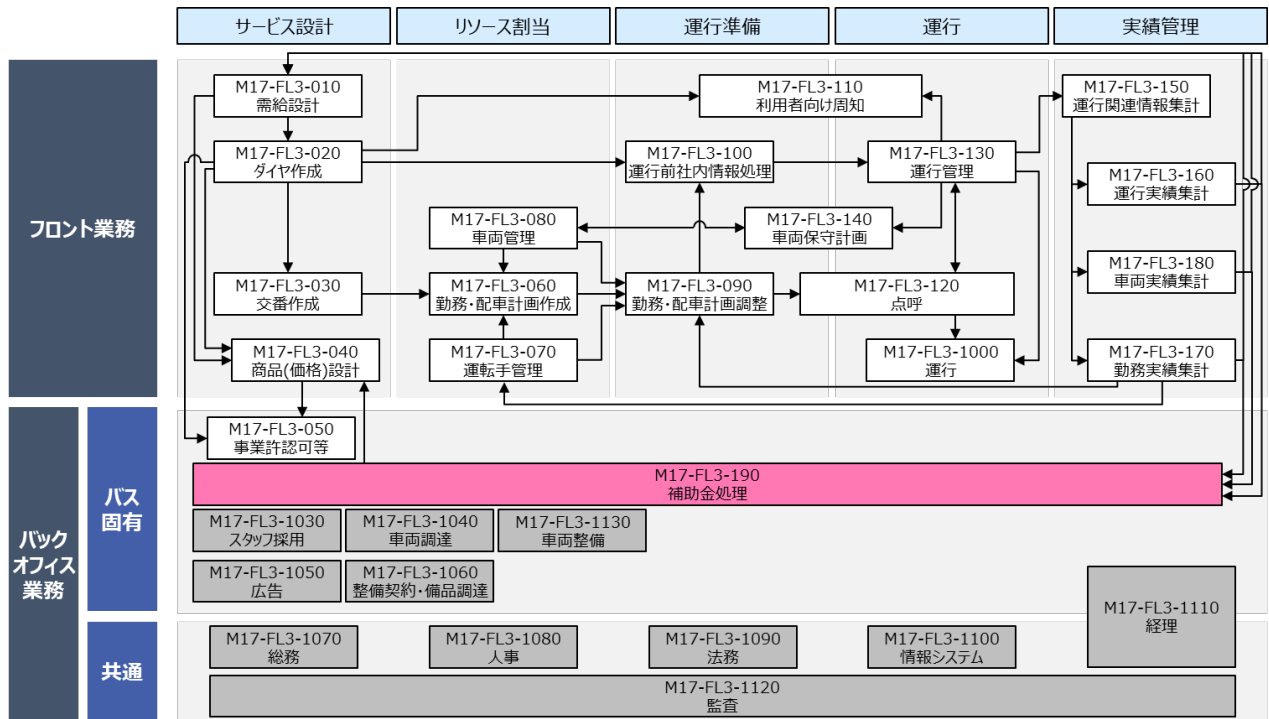 サービス設計
リソース割当
運行準備
運行
実績管理
フロント業務
M17-FL3-010
需給設計
M17-FL3-110
利用者向け周知
M17-FL3-150
運行関連情報集計
M17-FL3-020
ダイヤ作成
M17-FL3-100
運行前社内情報処理
M17-FL3-130
運行管理
M17-FL3-160
運行実績集計
M17-FL3-080
車両管理
M17-FL3-140
車両保守計画
M17-FL3-180
車両実績集計
M17-FL3-030
交番作成
M17-FL3-060
勤務・配車計画作成
M17-FL3-090
勤務・配車計画調整
M17-FL3-120
点呼
M17-FL3-040
商品(価格)設計
M17-FL3-070
運転手管理
M17-FL3-1000
運行
M17-FL3-170
勤務実績集計
バック
オフィス
業務
バス
固有
M17-FL3-050
事業許認可等
M17-FL3-190
補助金処理
M17-FL3-1030
スタッフ採用
M17-FL3-1040
車両調達
M17-FL3-1130
車両整備
M17-FL3-1050
広告
M17-FL3-1060
整備契約・備品調達
M17-FL3-1110
経理
共通
M17-FL3-1070
総務
M17-FL3-1080
人事
M17-FL3-1090
法務
M17-FL3-1100
情報システム
M17-FL3-1120
監査